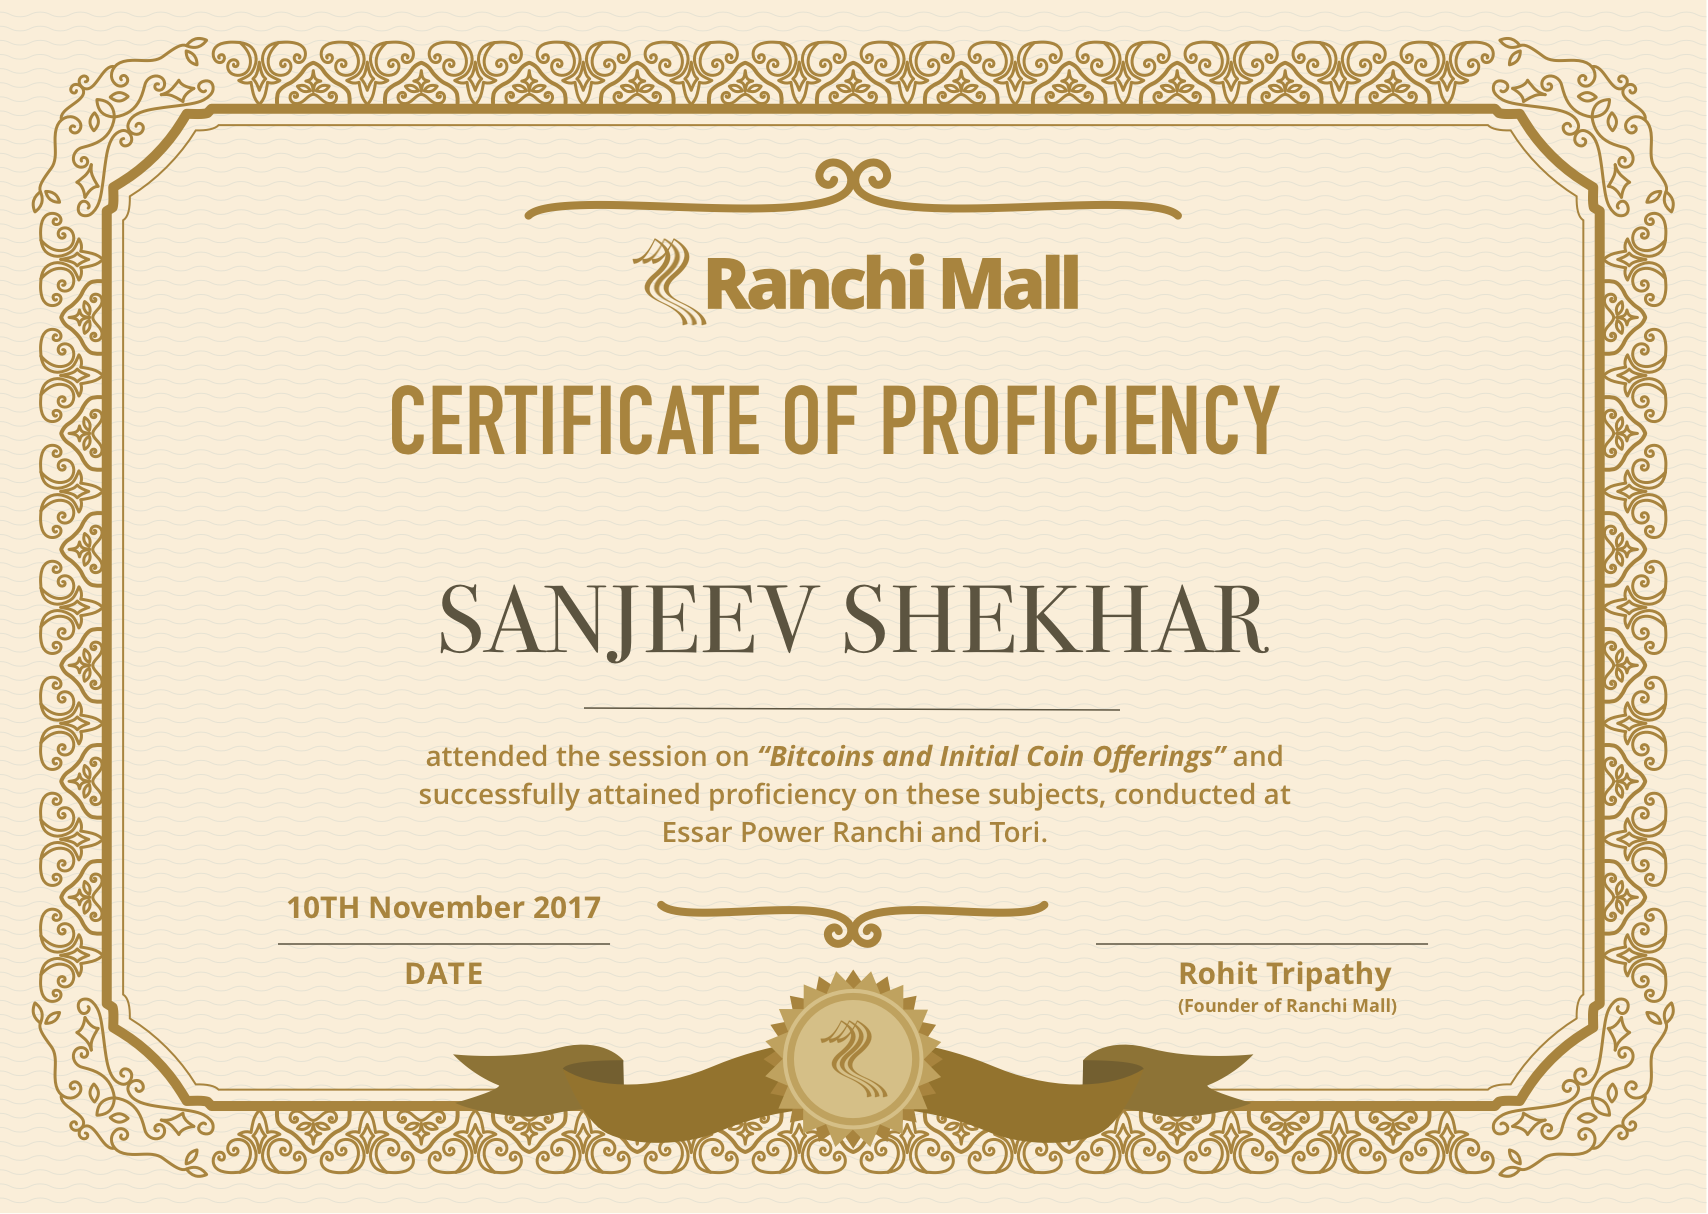 Ranchi Mall
CERTIFICATE OF PROFICIENCY
SANJEEV SHEKHAR
attended the session on “Bitcoins and Initial Coin Offerings” and
successfully attained proficiency on these subjects, conducted at
Essar Power Ranchi and Tori.
10TH November 2017
DATE
Rohit Tripathy
(Founder of Ranchi Mall)